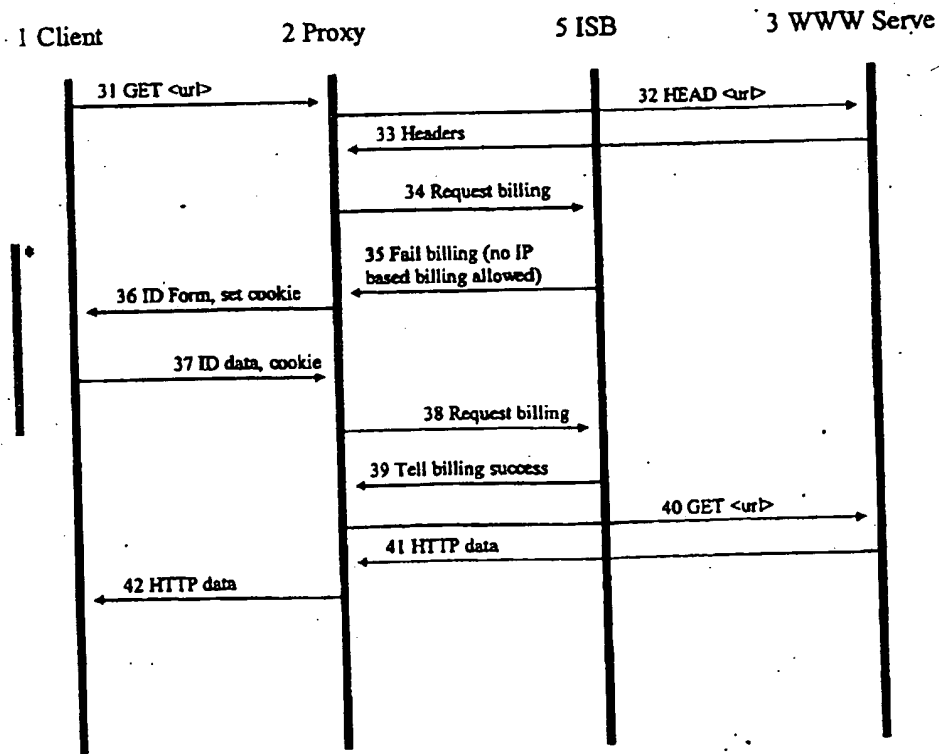 1 Client
2 Proxy
5 ISB
3 WWW Serve
31 GET <url>
32 HEAD <url>
33 Headers
34 Request billing
*
35 Fail billing (no IP
based billing allowed)
36 ID Form, set cookie
37 ID data, cookie
38 Request billing
39 Tell billing success
40 GET <url>
41 HTTP data
42 HTTP data